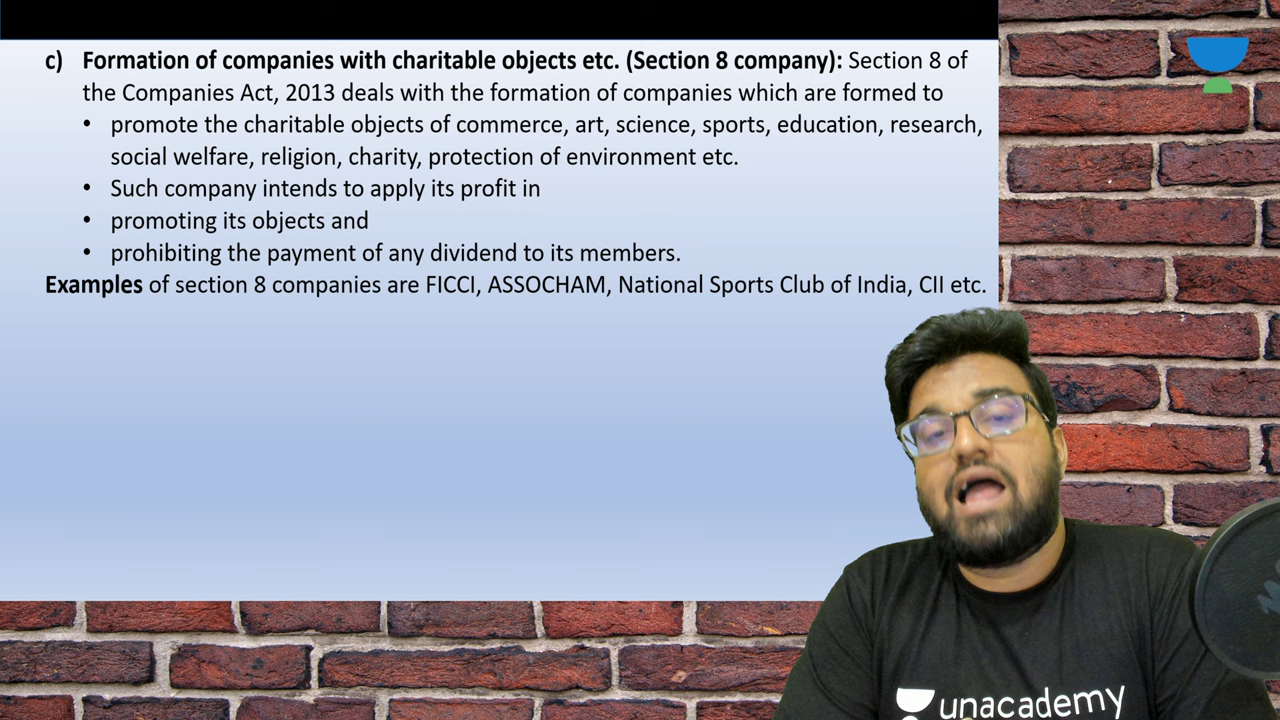 c) Formation of companies with charitable objects etc. (Section 8 company): Section 8 of
the Companies Act, 2013 deals with the formation of companies which are formed to
• promote the charitable objects of commerce, art, science, sports, education, research,
social welfare, religion, charity, protection of environment etc.
• Such company intends to apply its profit in
• promoting its objects and
• prohibiting the payment of any dividend to its members.
Examples of section 8 companies are FICCI, ASSOCHAM, National Sports Club of India, CII etc.
unacademy